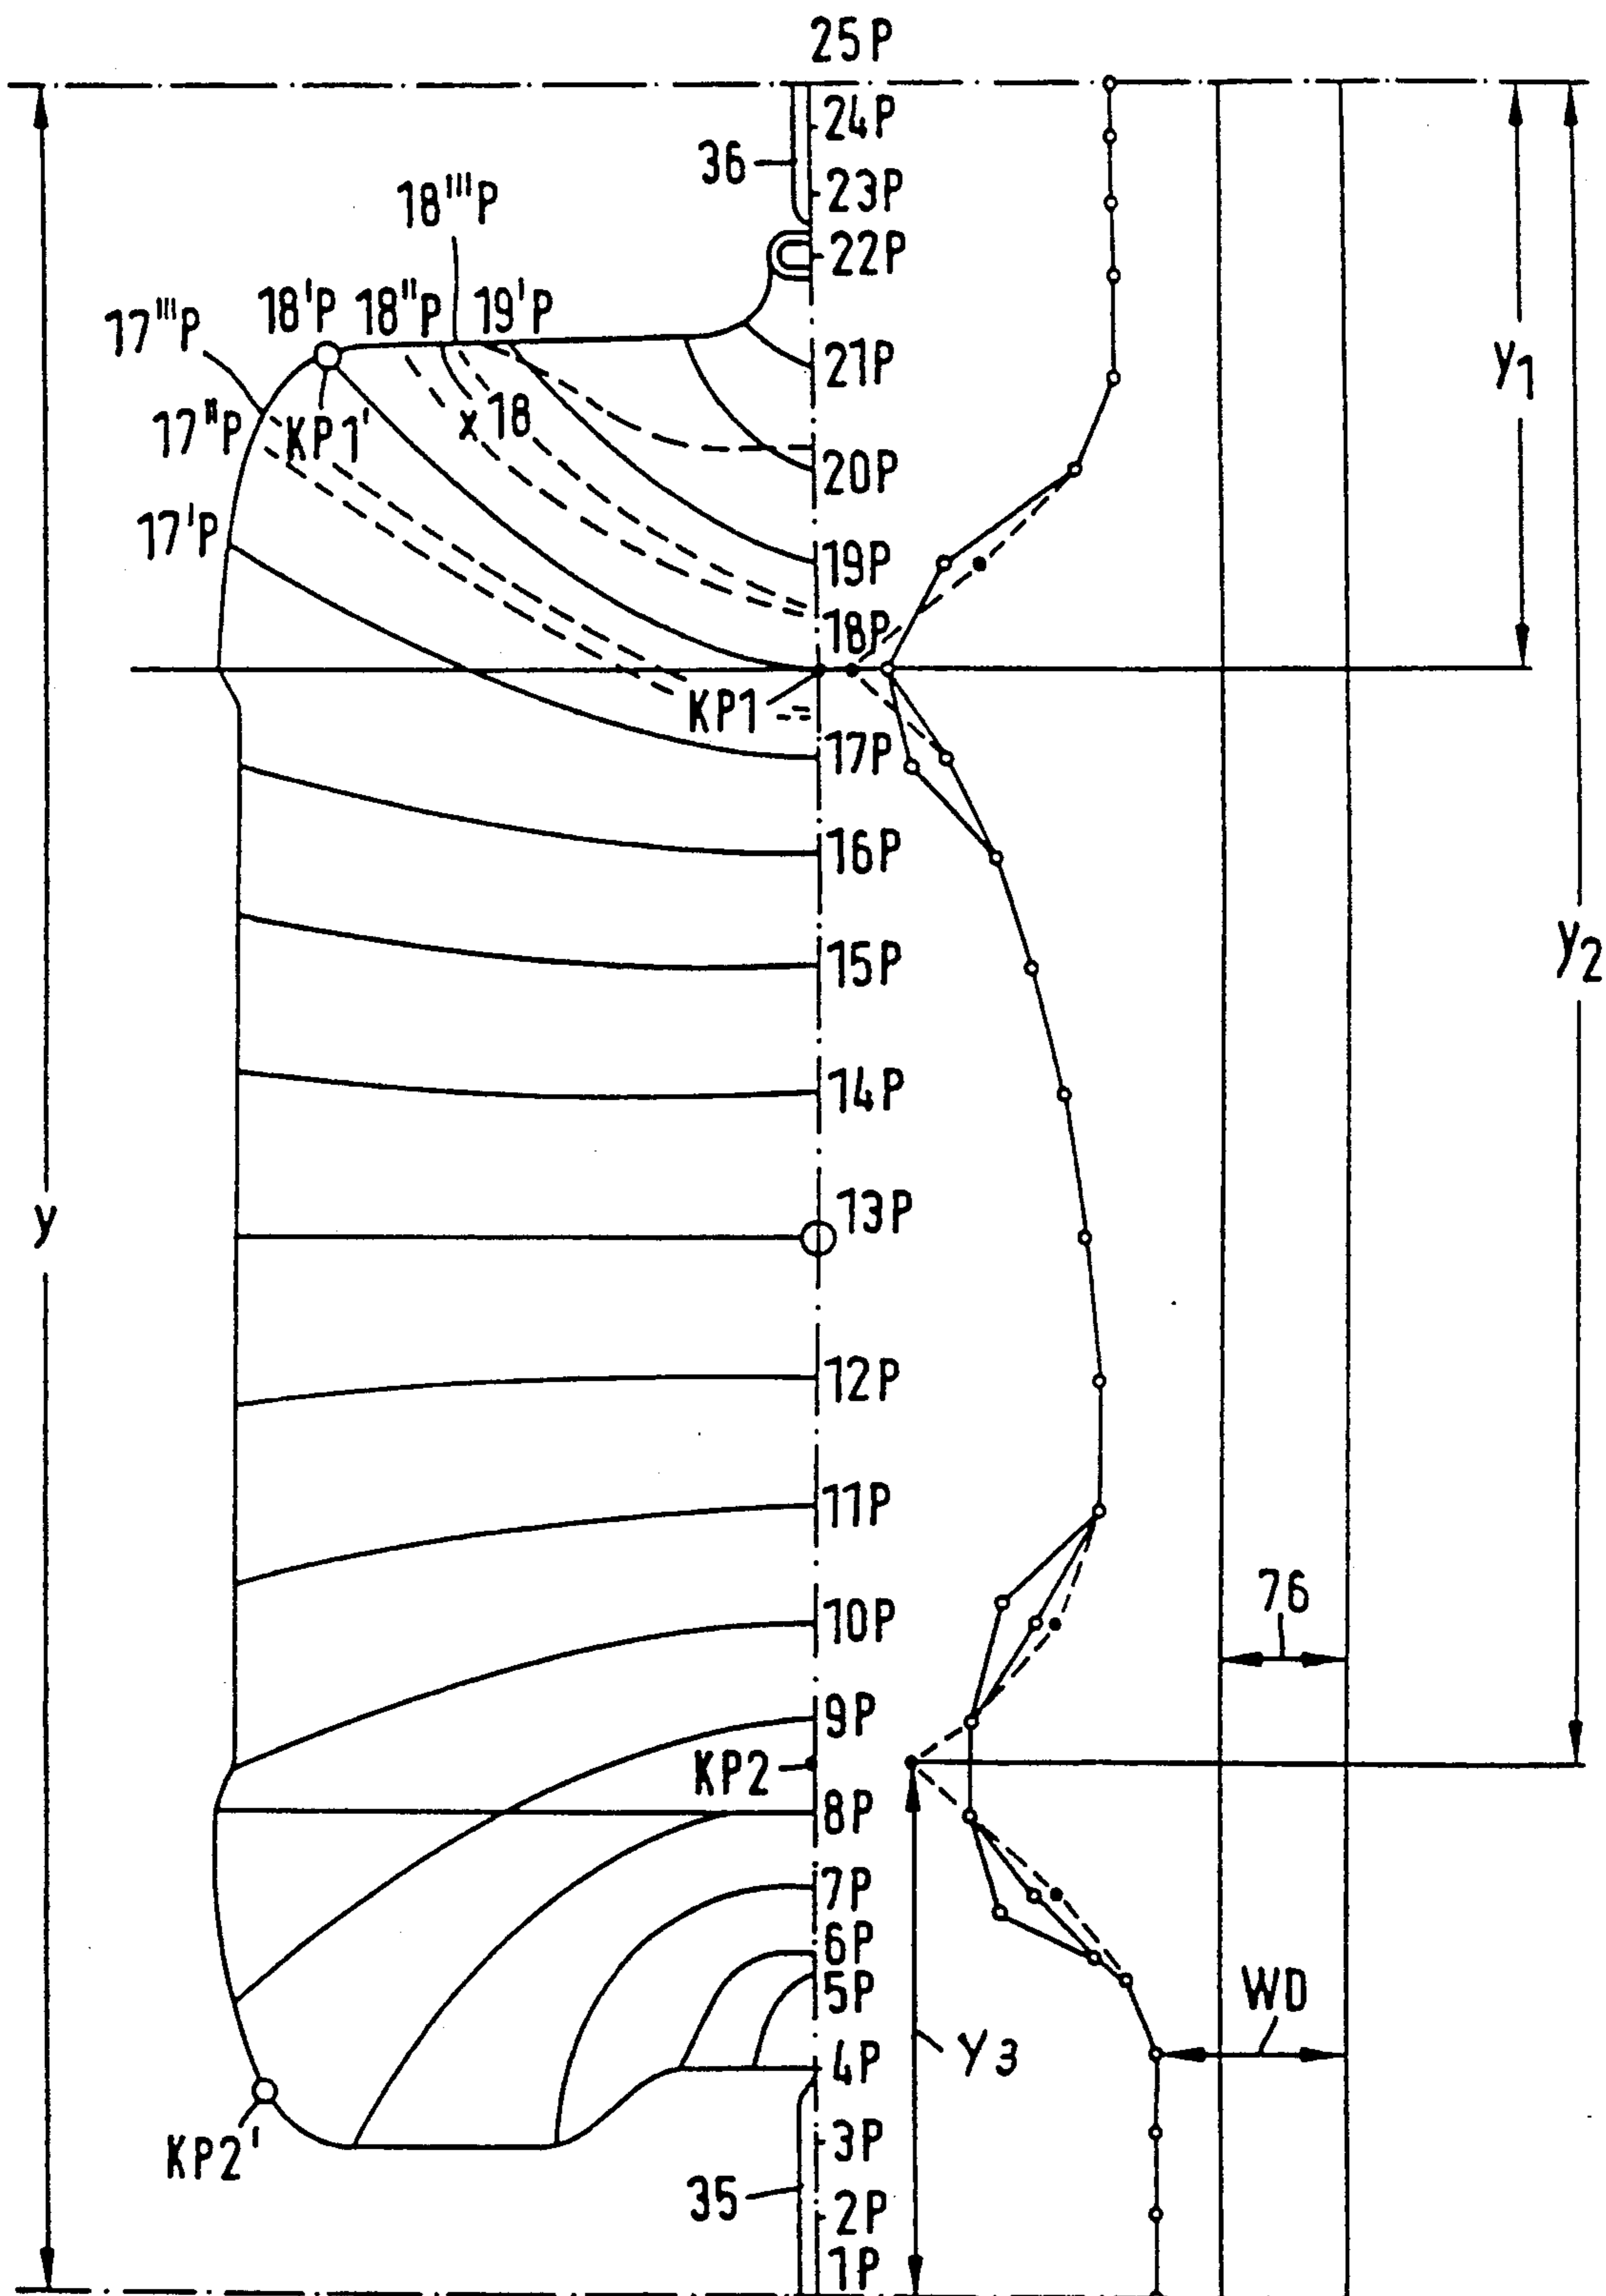 25P
24P
36
23P
18'''P
22P
17'''P
18'P 18''P 19'P
21P
y1
17''P
KP1'
x18
20P
17'P
19P
18P
KP1
17P
16P
15P
y2
14P
13P
y
12P
11P
76
10P
9P
KP2
8P
7P
6P
5P
WD
4P
Y3
3P
KP2'
35
2P
1P